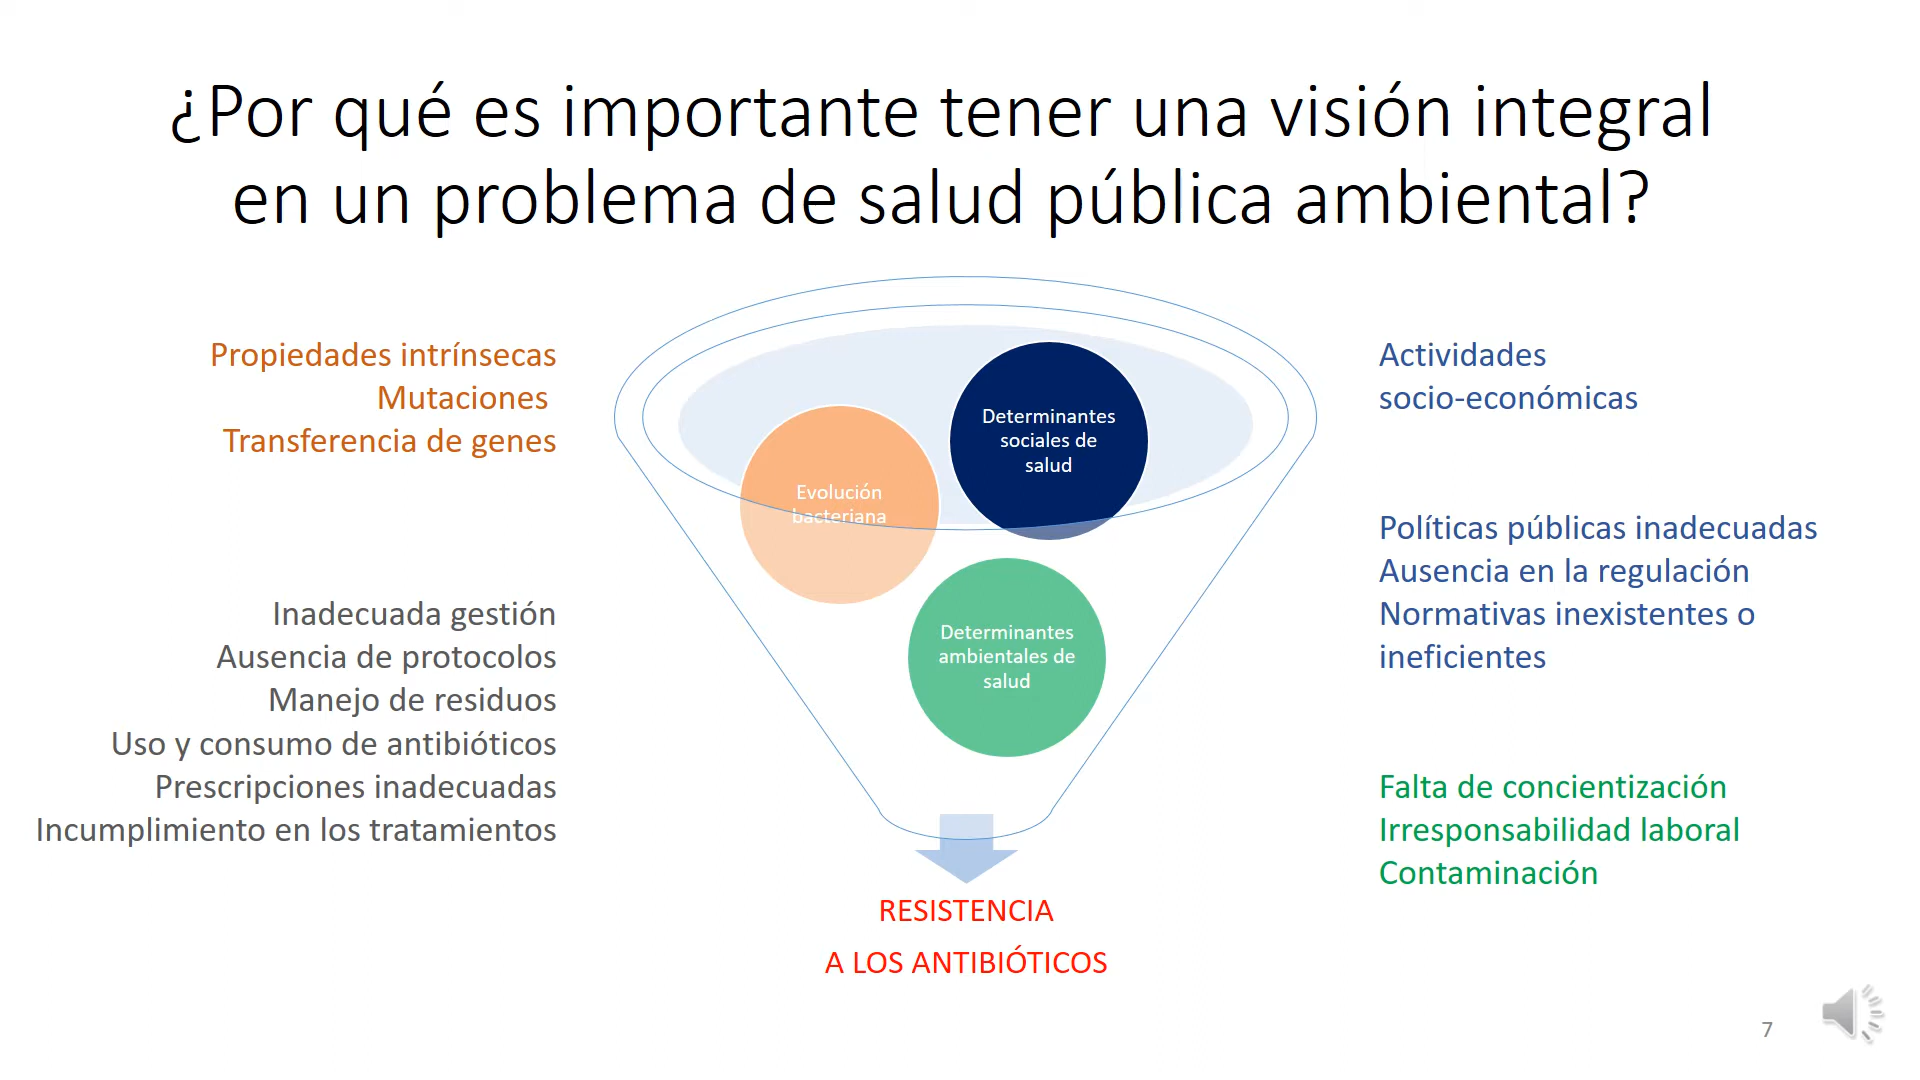 ¿Por qué es importante tener una visión integral
en un problema de salud pública ambiental?
Propiedades intrínsecas
Mutaciones
Transferencia de genes
Inadecuada gestión
Ausencia de protocolos
Manejo de residuos
Uso y consumo de antibióticos
Prescripciones inadecuadas
Incumplimiento en los tratamientos
Determinantes
sociales de
salud
Evolución
bacteriana
Determinantes
ambientales de
salud
RESISTENCIA
A LOS ANTIBIÓTICOS
Actividades
socio-económicas
Políticas públicas inadecuadas
Ausencia en la regulación
Normativas inexistentes o
ineficientes
Falta de concientización
Irresponsabilidad laboral
Contaminación
7